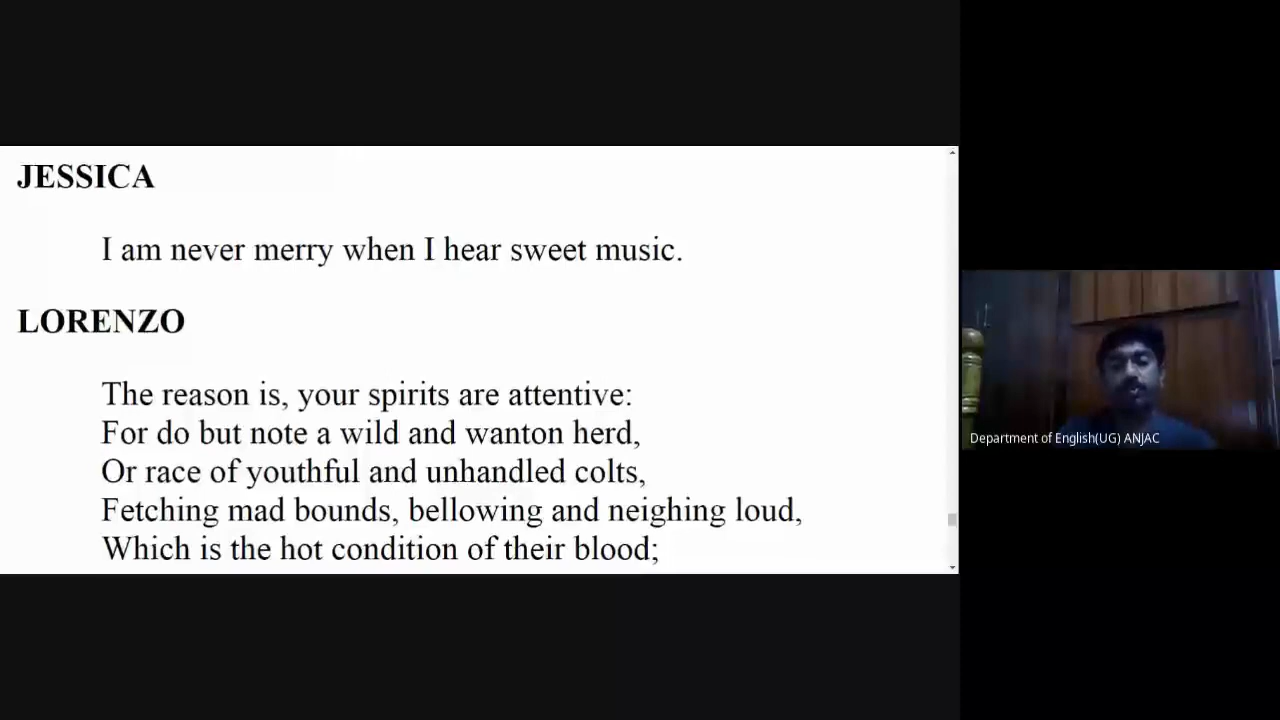 JESSICA
I am never merry when I hear sweet music.
LORENZO
The reason is, your spirits are attentive:
For do but note a wild and wanton herd,
Or race of youthful and unhandled colts,
Fetching mad bounds, bellowing and neighing loud,
Which is the hot condition of their blood;
Department of English(UG) ANJAC